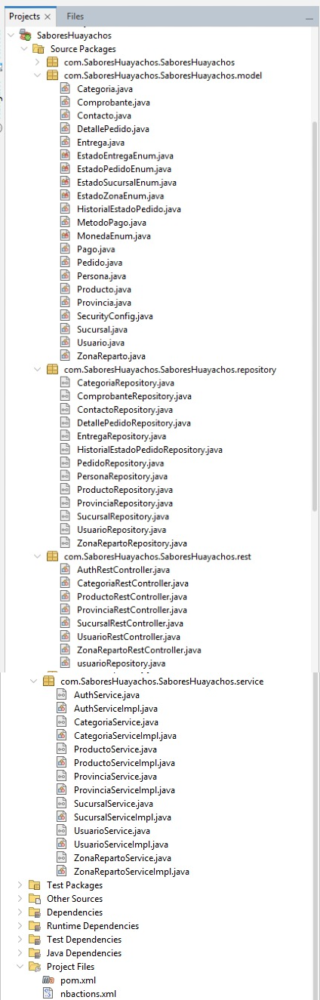 Projects × Files
SaboresHuayachos
Source Packages
com.SaboresHuayachos.SaboresHuayachos
com.SaboresHuayachos.SaboresHuayachos.model
Categoria.java
Comprobante.java
Contacto.java
DetallePedido.java
Entrega.java
EstadoEntregaEnum.java
EstadoPedidoEnum.java
EstadoSucursalEnum.java
EstadoZonaEnum.java
HistorialEstadoPedido.java
MetodoPago.java
MonedaEnum.java
Pago.java
Pedido.java
Persona.java
Producto.java
Provincia.java
SecurityConfig.java
Sucursal.java
Usuario.java
ZonaReparto.java
com.SaboresHuayachos.SaboresHuayachos.repository
CategoriaRepository.java
ComprobanteRepository.java
ContactoRepository.java
DetallePedidoRepository.java
EntregaRepository.java
HistorialEstadoPedidoRepository.java
PedidoRepository.java
PersonaRepository.java
ProductoRepository.java
ProvinciaRepository.java
SucursalRepository.java
UsuarioRepository.java
ZonaRepartoRepository.java
com.SaboresHuayachos.SaboresHuayachos.rest
AuthRestController.java
CategoriaRestController.java
ProductoRestController.java
ProvinciaRestController.java
SucursalRestController.java
UsuarioRestController.java
ZonaRepartoRestController.java
usuarioRepository.java
com.SaboresHuayachos.SaboresHuayachos.service
AuthService.java
AuthServiceImpl.java
CategoriaService.java
CategoriaServiceImpl.java
ProductoService.java
ProductoServiceImpl.java
ProvinciaService.java
ProvinciaServiceImpl.java
SucursalService.java
SucursalServiceImpl.java
UsuarioService.java
UsuarioServiceImpl.java
ZonaRepartoService.java
ZonaRepartoServiceImpl.java
Test Packages
Other Sources
Dependencies
Runtime Dependencies
Test Dependencies
Java Dependencies
Project Files
pom.xml
nbactions.xml